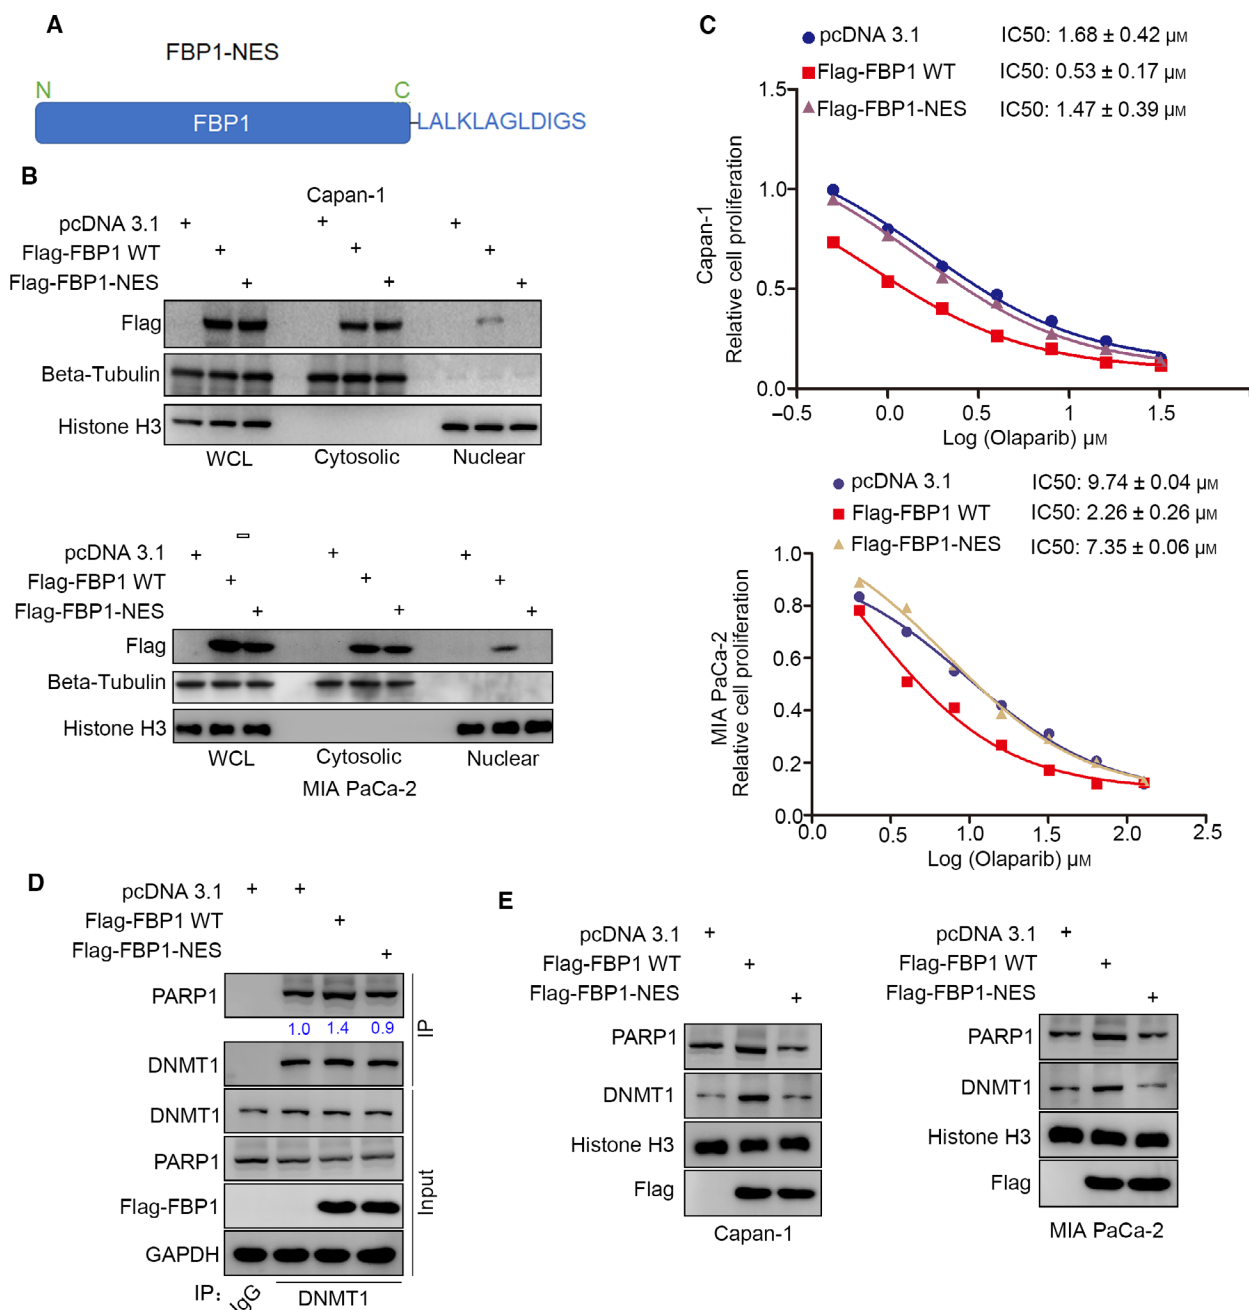 A
FBP1-NES
N C
FBP1 -LALKLAGLDIGS
B
Capan-1
pcDNA 3.1 + + +
Flag-FBP1 WT + + +
Flag-FBP1-NES + + +
Flag
Beta-Tubulin
Histone H3
WCL Cytosolic Nuclear
pcDNA 3.1 + + +
Flag-FBP1 WT + + +
Flag-FBP1-NES + + +
Flag
Beta-Tubulin
Histone H3
WCL Cytosolic Nuclear
MIA PaCa-2
C
pcDNA 3.1 IC50: 1.68 ± 0.42 μM
Flag-FBP1 WT IC50: 0.53 ± 0.17 μM
Flag-FBP1-NES IC50: 1.47 ± 0.39 μM
Capan-1
Relative cell proliferation
1.5
1.0
0.5
0.0
−0.5 0.0 0.5 1 1.5
Log (Olaparib) μM
pcDNA 3.1 IC50: 9.74 ± 0.04 μM
Flag-FBP1 WT IC50: 2.26 ± 0.26 μM
Flag-FBP1-NES IC50: 7.35 ± 0.06 μM
MIA PaCa-2
Relative cell proliferation
1.0
0.8
0.6
0.4
0.2
0.0
0.0 0.5 1.0 1.5 2.0 2.5
Log (Olaparib) μM
D
pcDNA 3.1 + +
Flag-FBP1 WT +
Flag-FBP1-NES +
PARP1
1.0 1.4 0.9
DNMT1
IP
DNMT1
PARP1
Flag-FBP1
GAPDH
Input
IP: IgG DNMT1
E
pcDNA 3.1 +
Flag-FBP1 WT +
Flag-FBP1-NES +
PARP1
DNMT1
Histone H3
Flag
Capan-1
pcDNA 3.1 +
Flag-FBP1 WT +
Flag-FBP1-NES +
PARP1
DNMT1
Histone H3
Flag
MIA PaCa-2